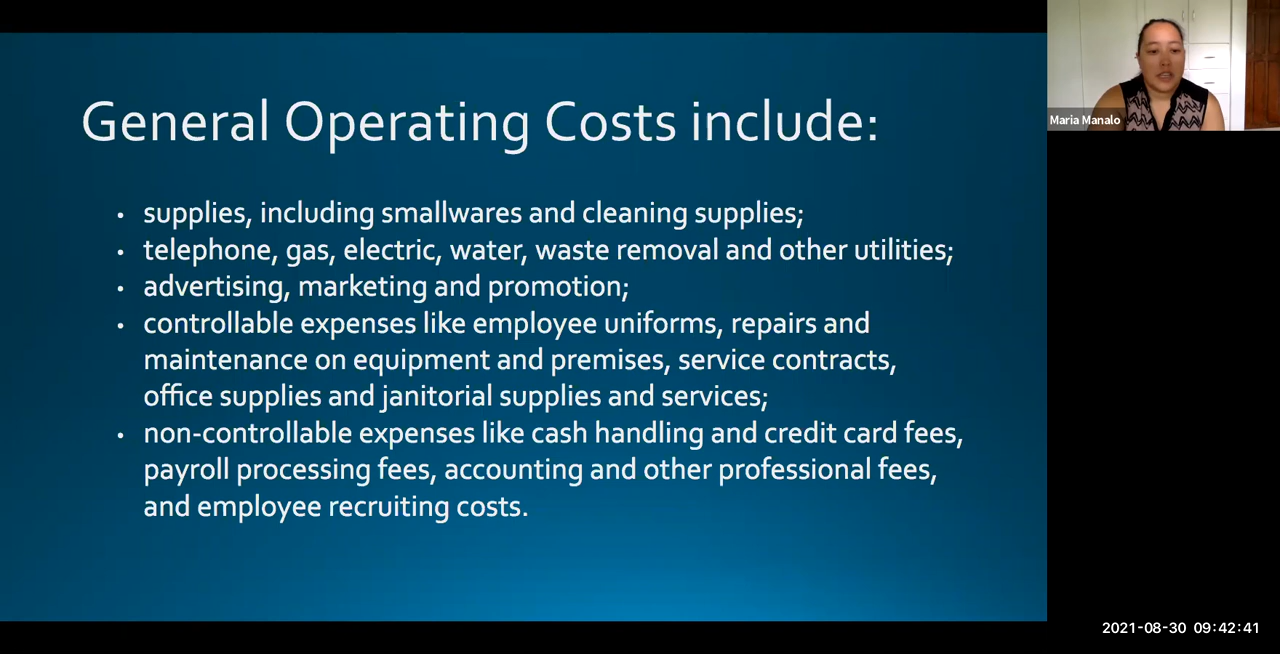 General Operating Costs include:
• supplies, including smallwares and cleaning supplies;
• telephone, gas, electric, water, waste removal and other utilities;
• advertising, marketing and promotion;
• controllable expenses like employee uniforms, repairs and
maintenance on equipment and premises, service contracts,
office supplies and janitorial supplies and services;
• non-controllable expenses like cash handling and credit card fees,
payroll processing fees, accounting and other professional fees,
and employee recruiting costs.
Maria Manalo
2021-08-30 09:42:41